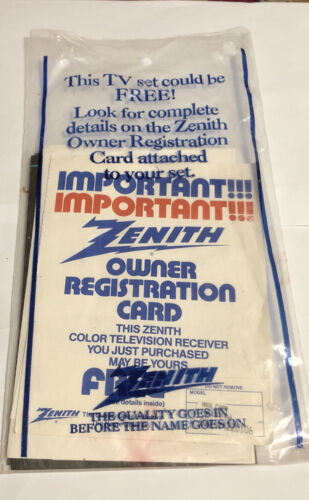 This TV set could be
FREE!
Look for complete
details on the Zenith
Owner Registration
Card attached
to your set.
IMPORTANT!!!
IMPORTANT!!!
ZENITH
OWNER
REGISTRATION
CARD
THIS ZENITH
COLOR TELEVISION RECEIVER
YOU JUST PURCHASED
MAY BE YOURS
ZENITH
DO NOT REMOVE
MODEL
details inside)
ZENITH
THE QUALITY GOES IN
BEFORE THE NAME GOES ON